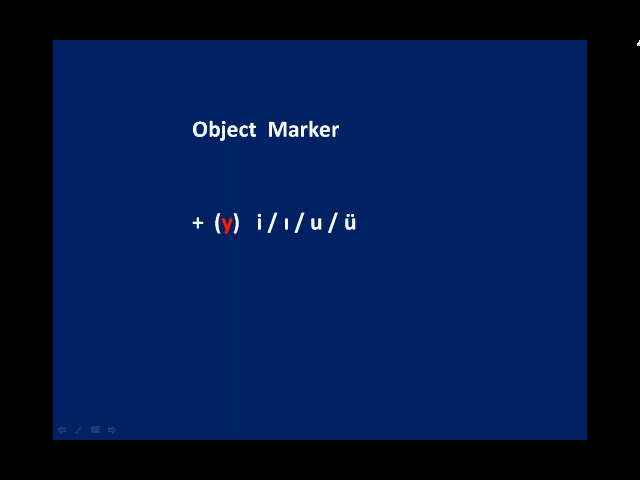 Object Marker
+ (y) i / ı / u / ü